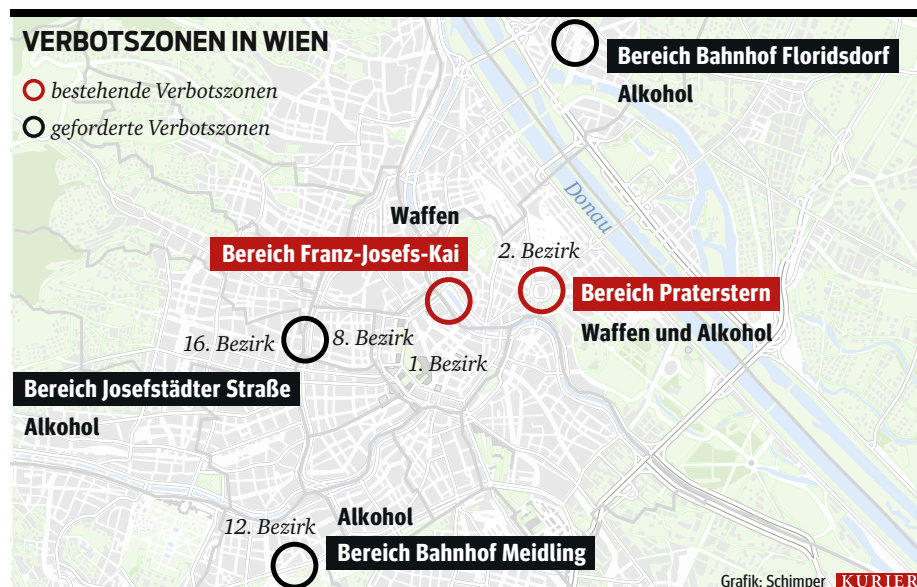 VERBOTSZONEN IN WIEN
bestehende Verbotszonen
geforderte Verbotszonen
Bereich Bahnhof Floridsdorf
Alkohol
Donau
Waffen
Bereich Franz-Josefs-Kai
2. Bezirk
Bereich Praterstern
Waffen und Alkohol
16. Bezirk
8. Bezirk
1. Bezirk
Bereich Josefstädter Straße
Alkohol
12. Bezirk
Alkohol
Bereich Bahnhof Meidling
Grafik: Schimper KURIER